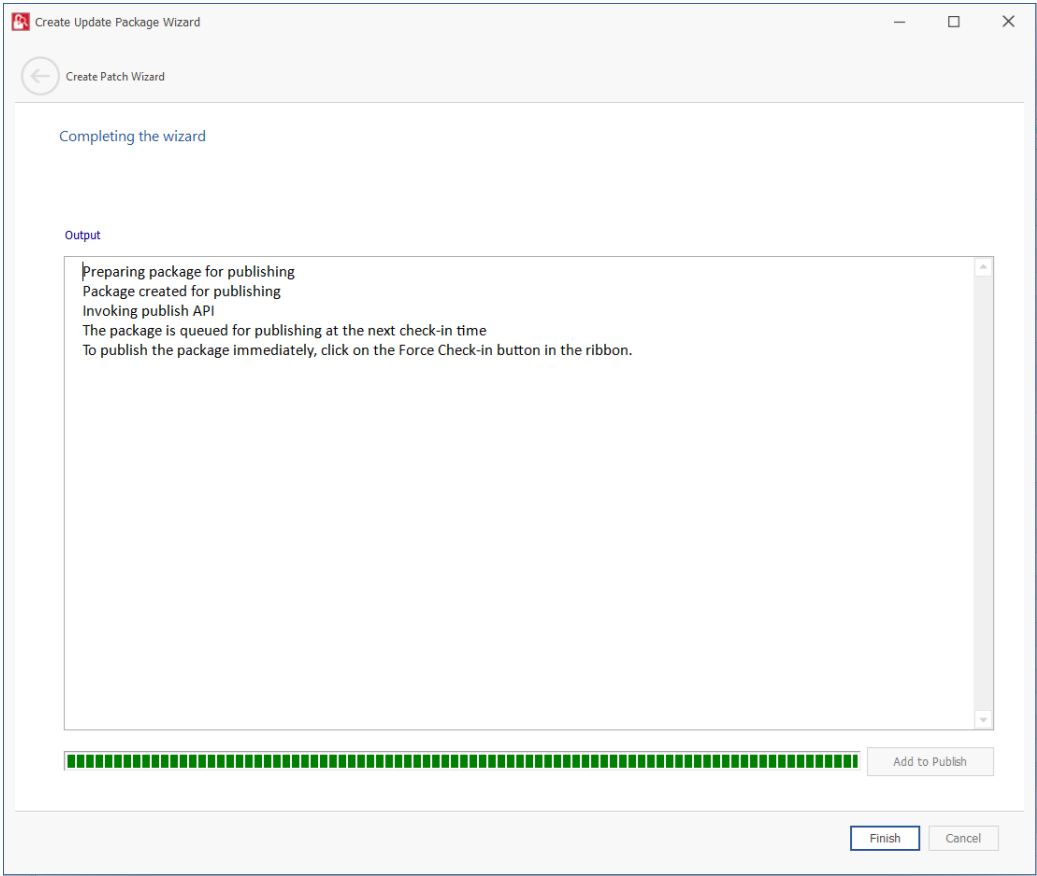 Create Update Package Wizard
Create Patch Wizard
Completing the wizard
Output
Preparing package for publishing
Package created for publishing
Invoking publish API
The package is queued for publishing at the next check-in time
To publish the package immediately, click on the Force Check-in button in the ribbon.
Add to Publish
Finish
Cancel